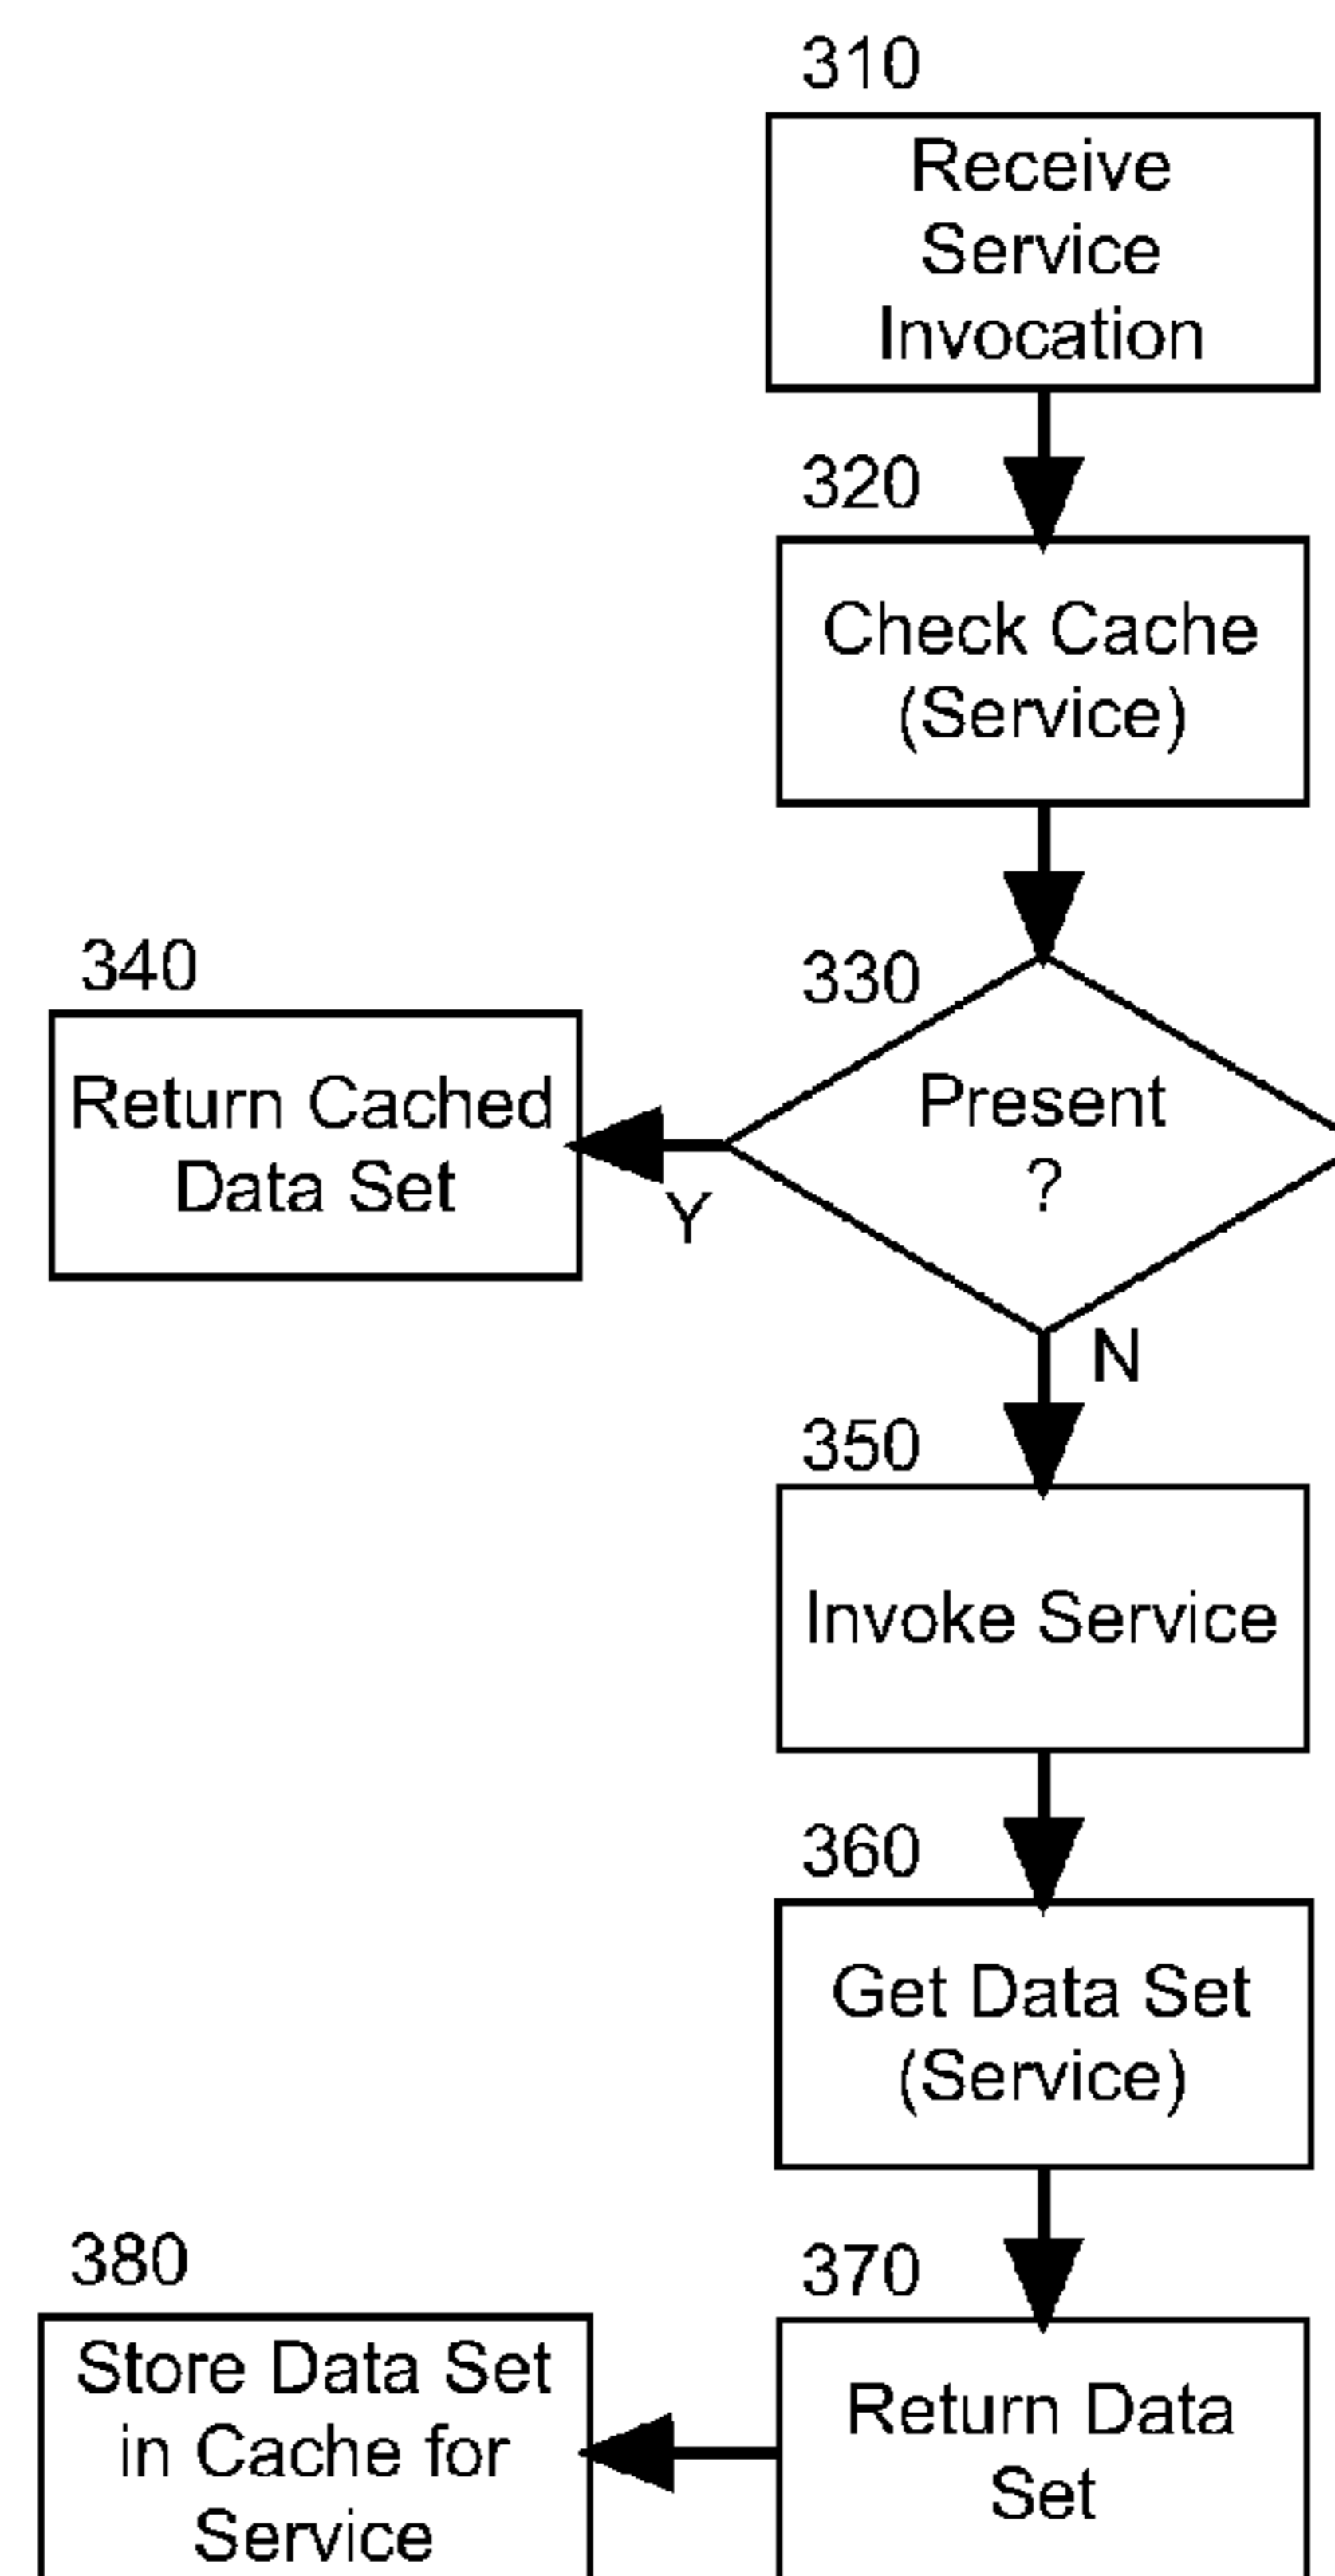 310
Receive
Service
Invocation
320
Check Cache
(Service)
330
Present
?
Y
N
340
Return Cached
Data Set
350
Invoke Service
360
Get Data Set
(Service)
370
Return Data
Set
380
Store Data Set
in Cache for
Service